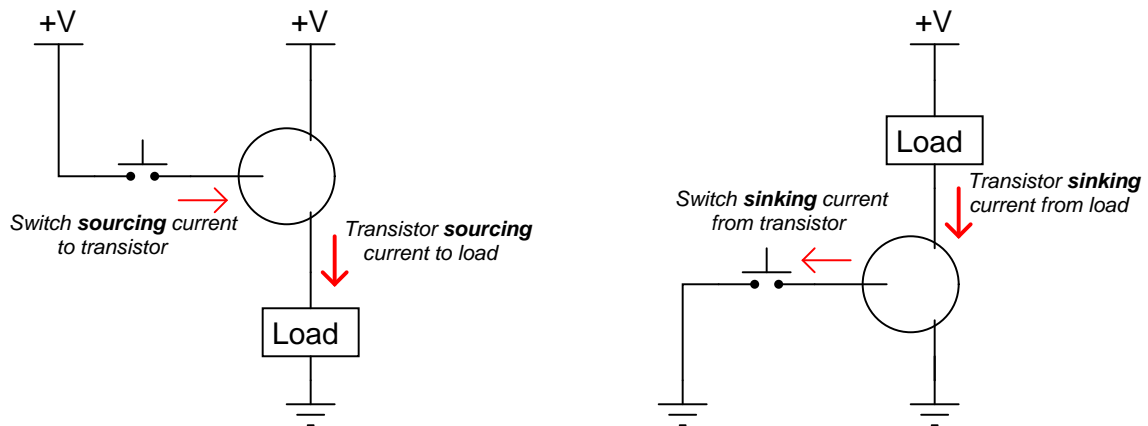 +V
+V
Switch sourcing current
to transistor
Transistor sourcing
current to load
Load
+V
Load
Transistor sinking
current from load
Switch sinking current
from transistor